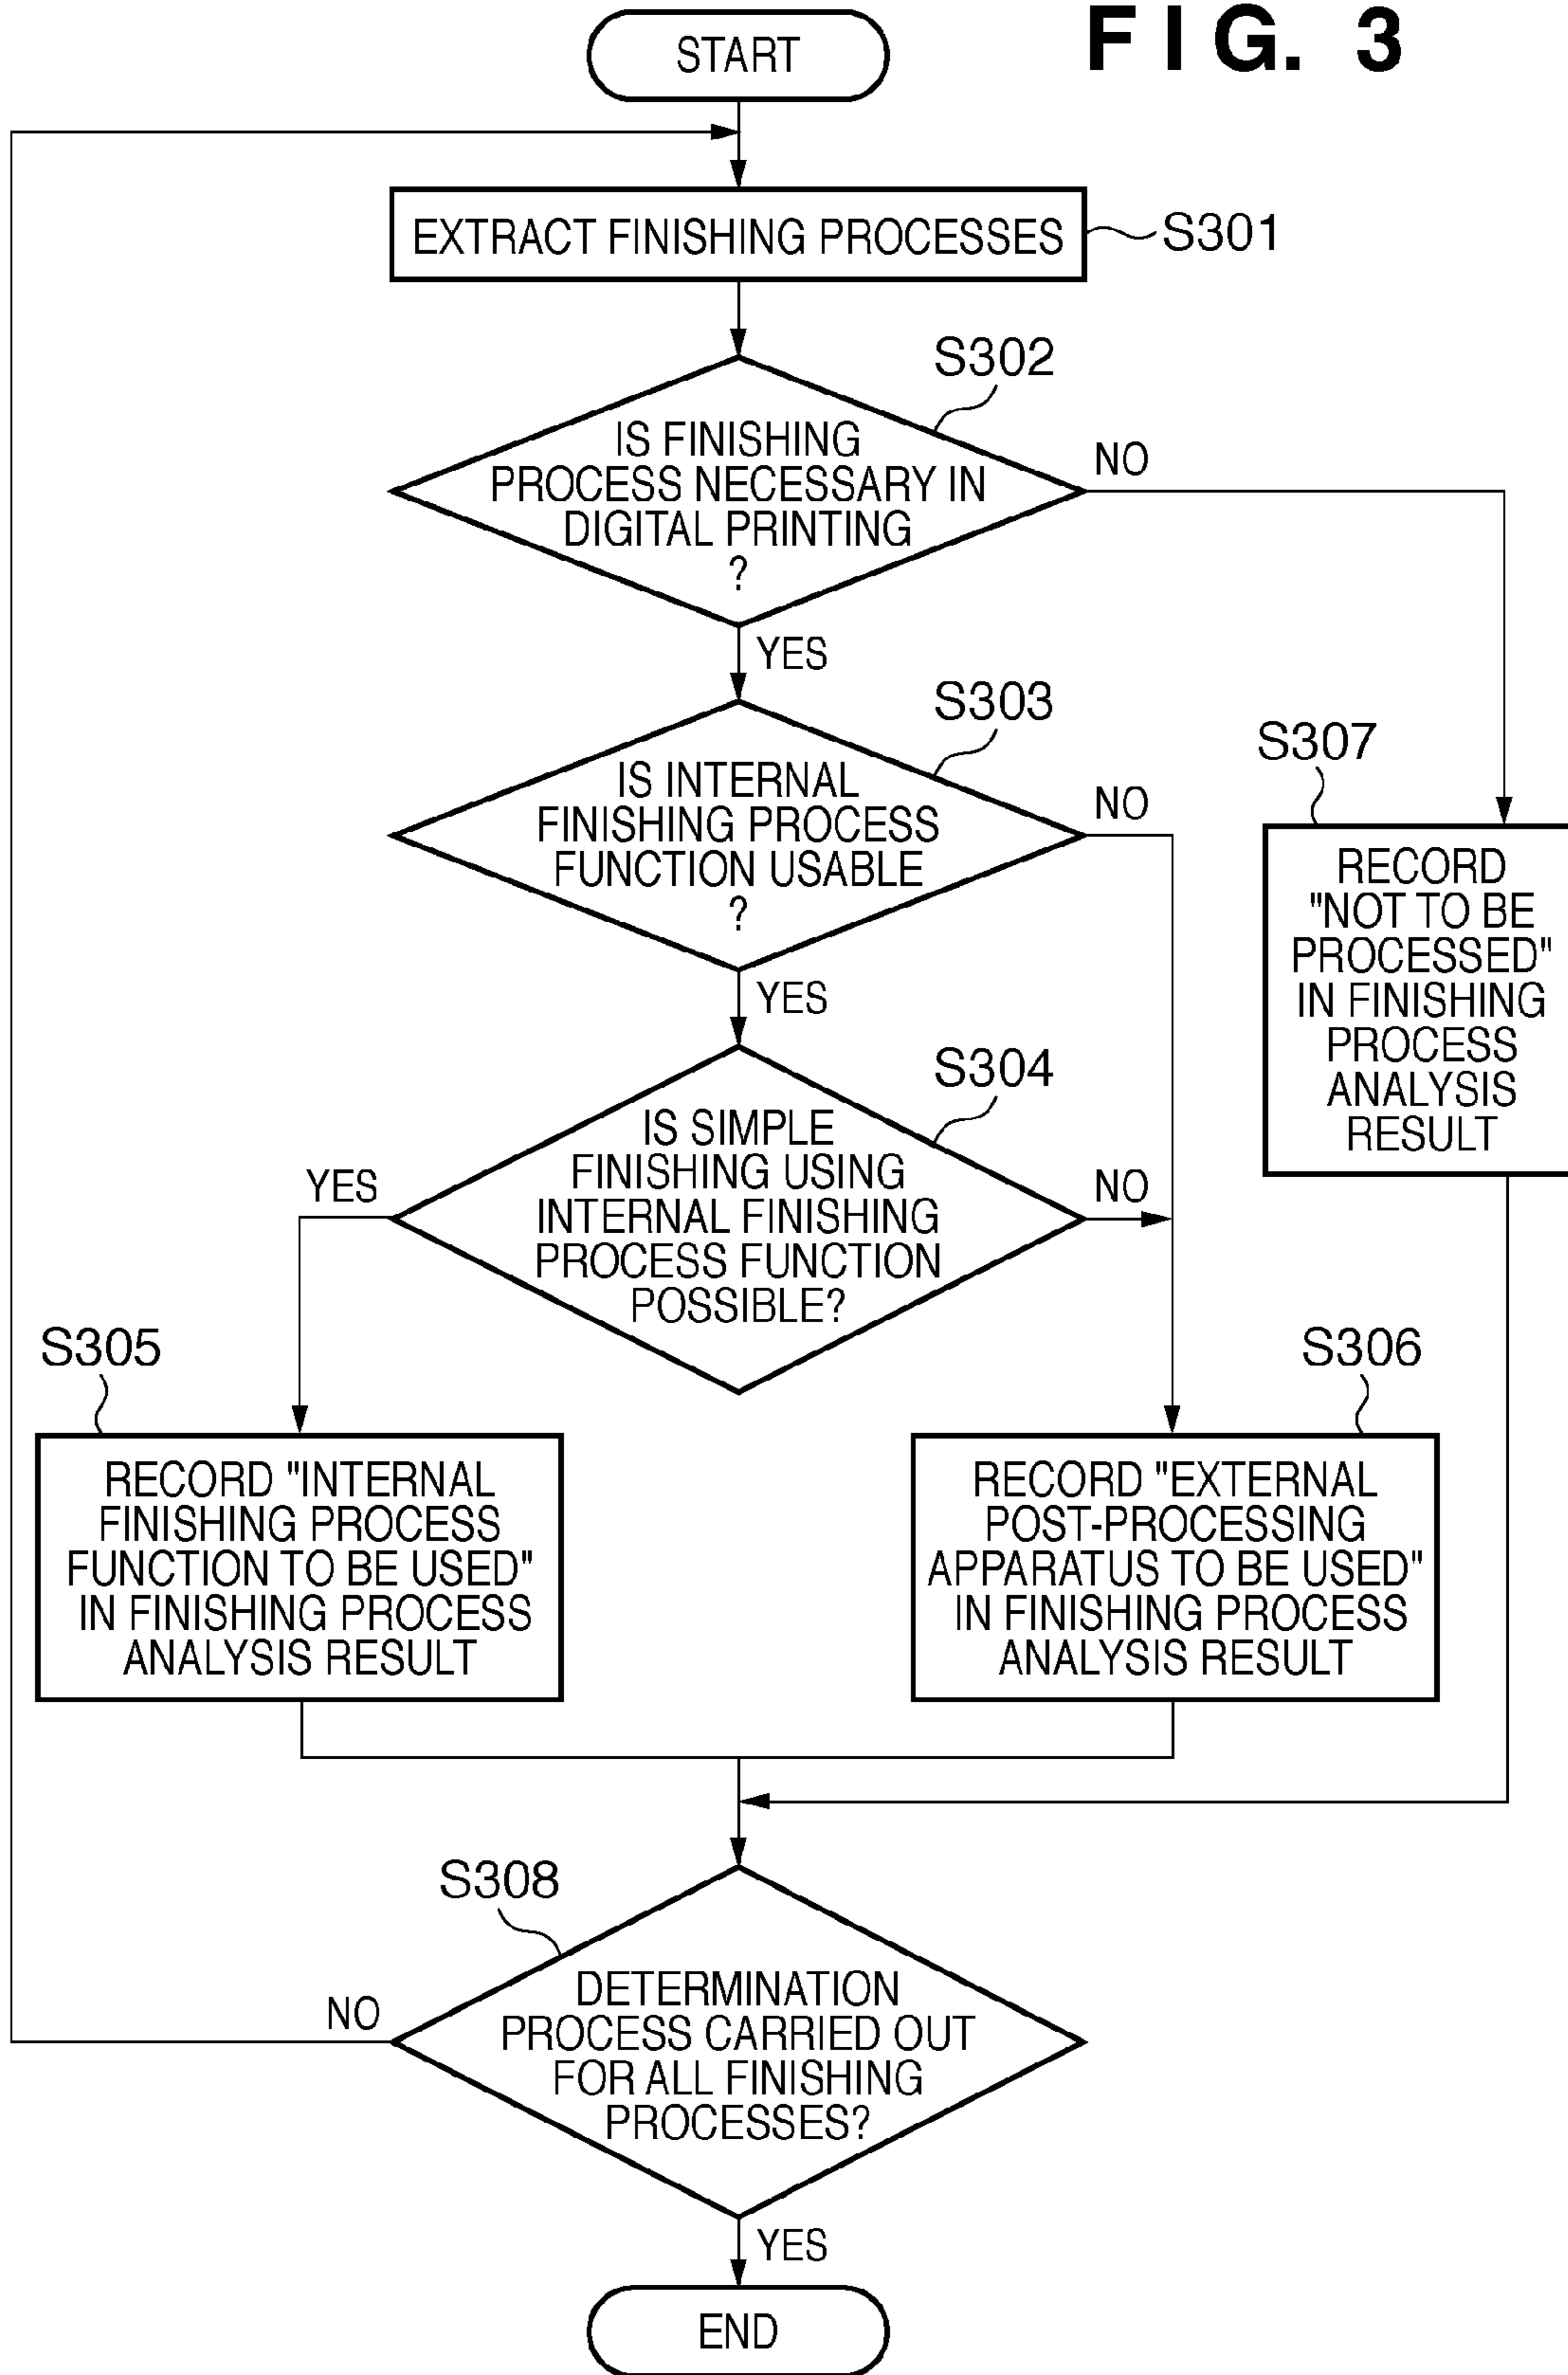 FIG. 3
START
EXTRACT FINISHING PROCESSES
S301
S302
IS FINISHING
PROCESS NECESSARY IN
DIGITAL PRINTING
?
NO
YES
S303
IS INTERNAL
FINISHING PROCESS
FUNCTION USABLE
?
NO
YES
S307
RECORD
"NOT TO BE
PROCESSED"
IN FINISHING
PROCESS
ANALYSIS
RESULT
S304
IS SIMPLE
FINISHING USING
INTERNAL FINISHING
PROCESS FUNCTION
POSSIBLE?
YES
NO
S305
RECORD "INTERNAL
FINISHING PROCESS
FUNCTION TO BE USED"
IN FINISHING PROCESS
ANALYSIS RESULT
S306
RECORD "EXTERNAL
POST-PROCESSING
APPARATUS TO BE USED"
IN FINISHING PROCESS
ANALYSIS RESULT
S308
DETERMINATION
PROCESS CARRIED OUT
FOR ALL FINISHING
PROCESSES?
NO
YES
END